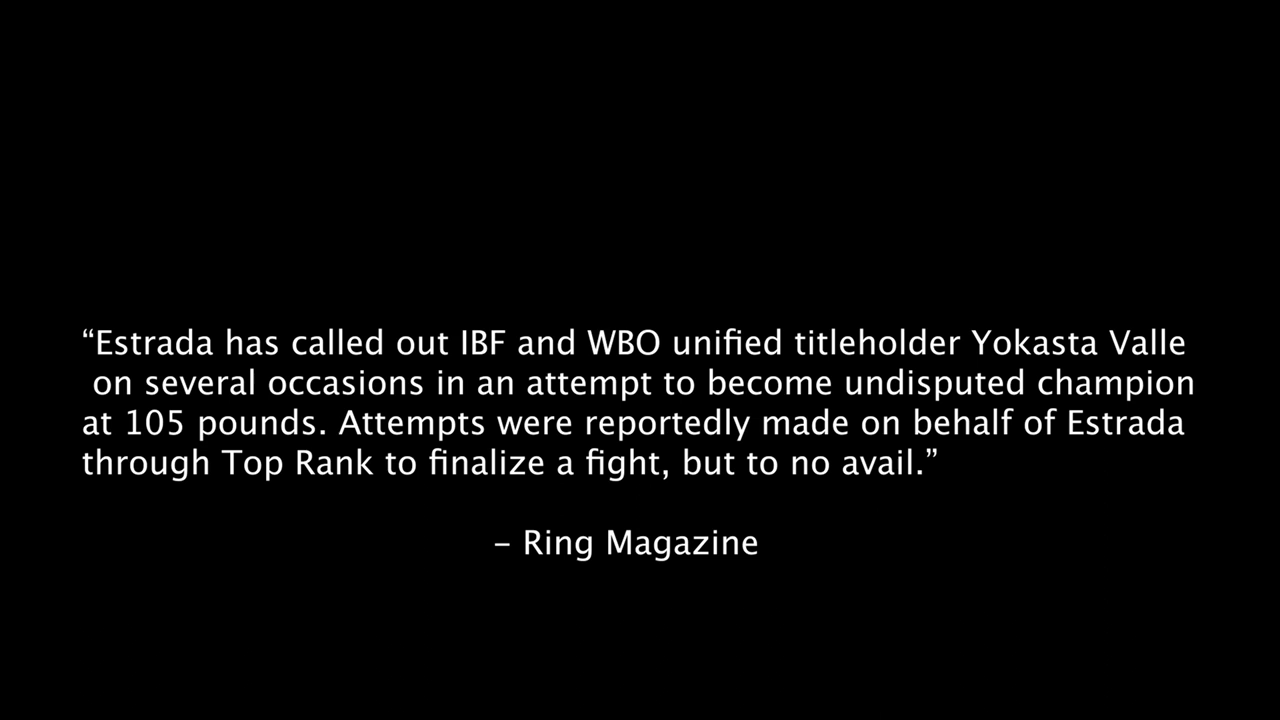 “Estrada has called out IBF and WBO unified titleholder Yokasta Valle
on several occasions in an attempt to become undisputed champion
at 105 pounds. Attempts were reportedly made on behalf of Estrada
through Top Rank to finalize a fight, but to no avail.”
– Ring Magazine